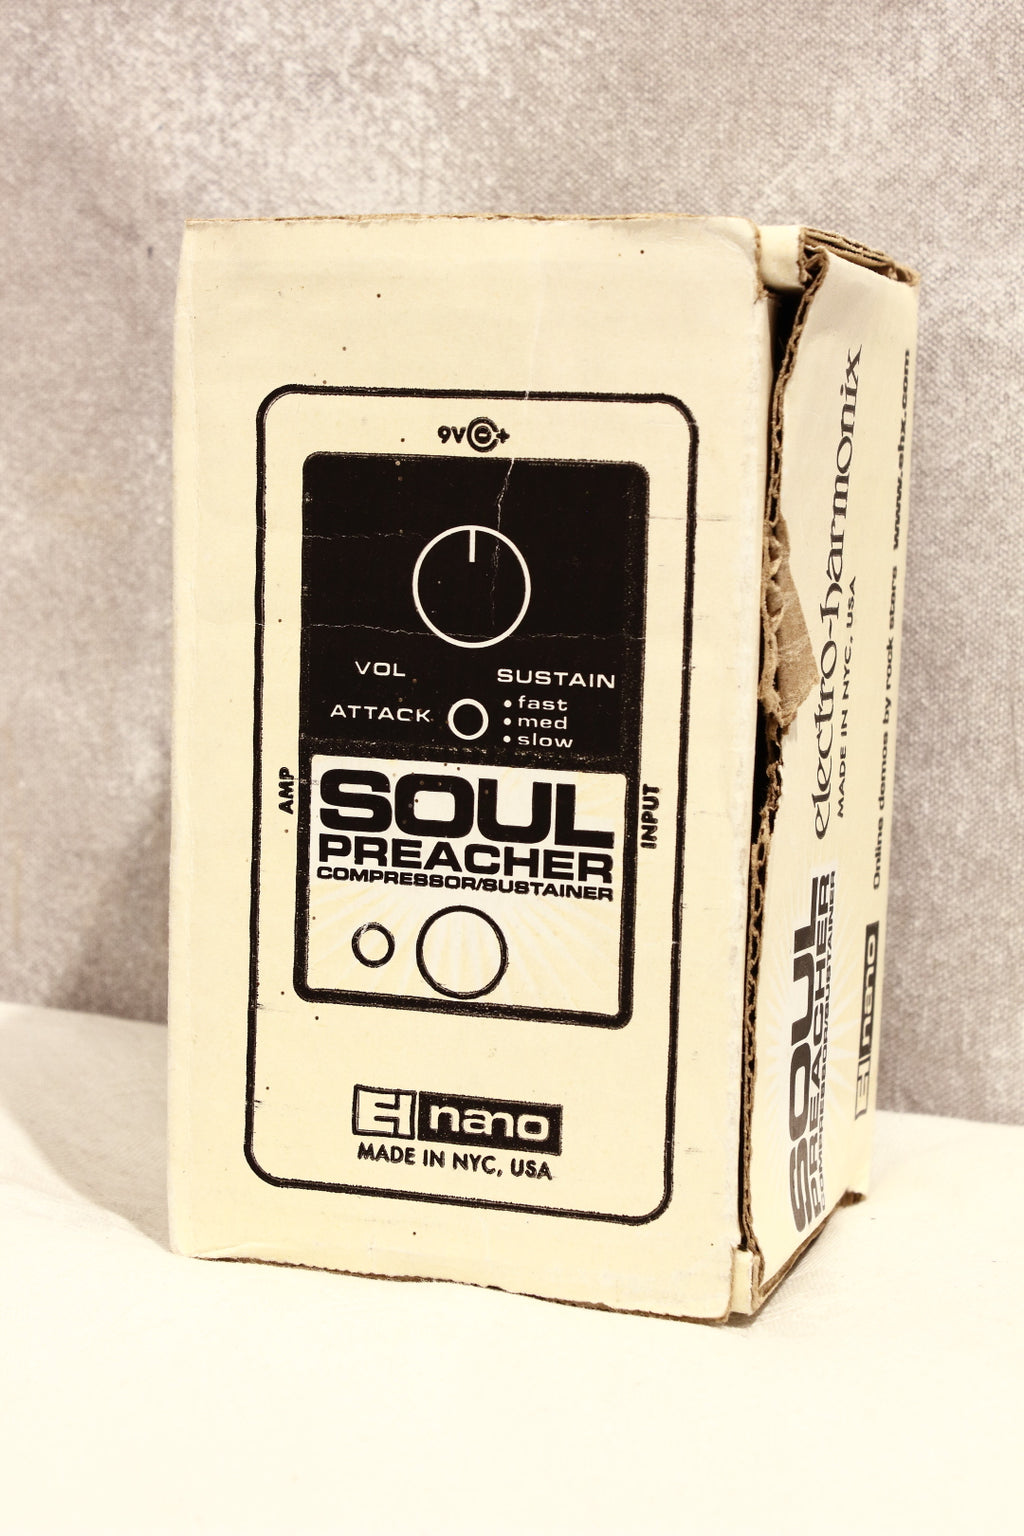 9V +
VOL SUSTAIN
ATTACK • fast
• med
• slow
AMP
INPUT
SOUL
PREACHER
COMPRESSOR/SUSTAINER
EH nano
MADE IN NYC, USA
SOUL
PREACHER
COMPRESSOR/SUSTAINER
electro-harmonix
MADE IN NYC, USA
EH nano
Online demos by rock stars www.ehx.com